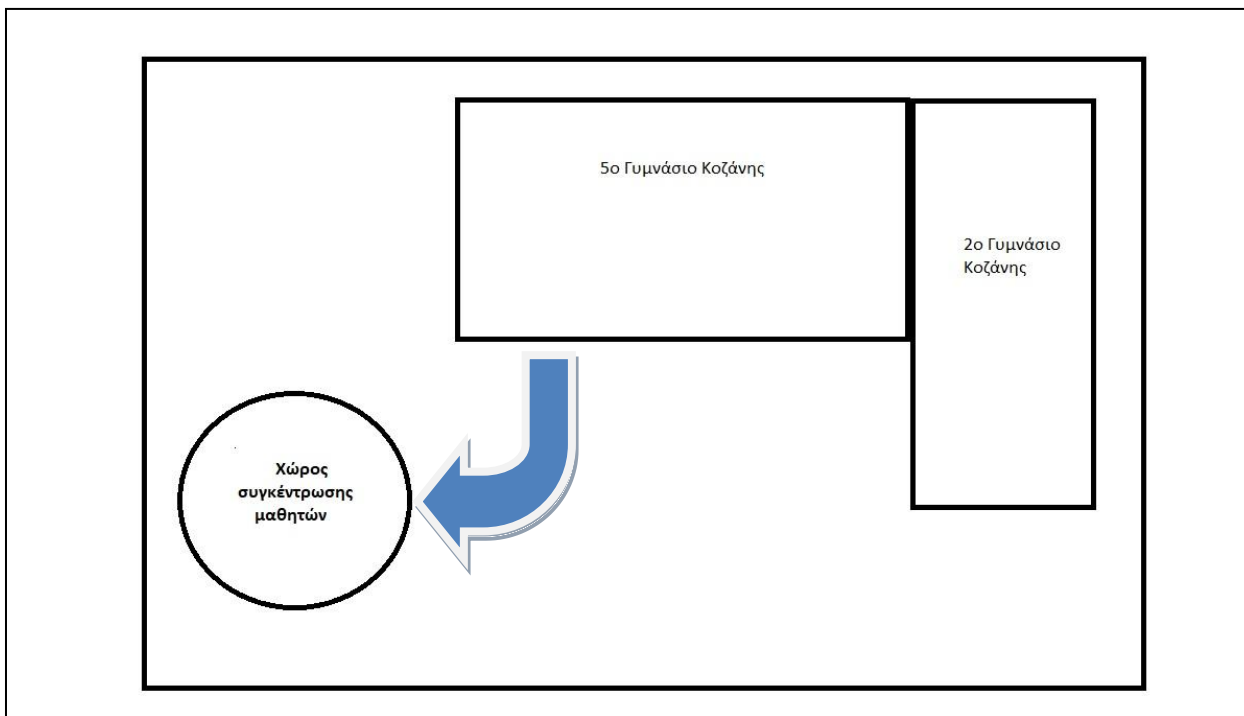 5ο Γυμνάσιο Κοζάνης
2ο Γυμνάσιο
Κοζάνης
Χώρος
συγκέντρωσης
μαθητών